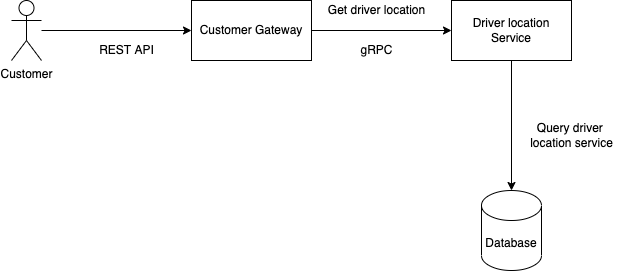 Get driver location
Customer Gateway
Driver location
Service
REST API
gRPC
Customer
Query driver
location service
Database